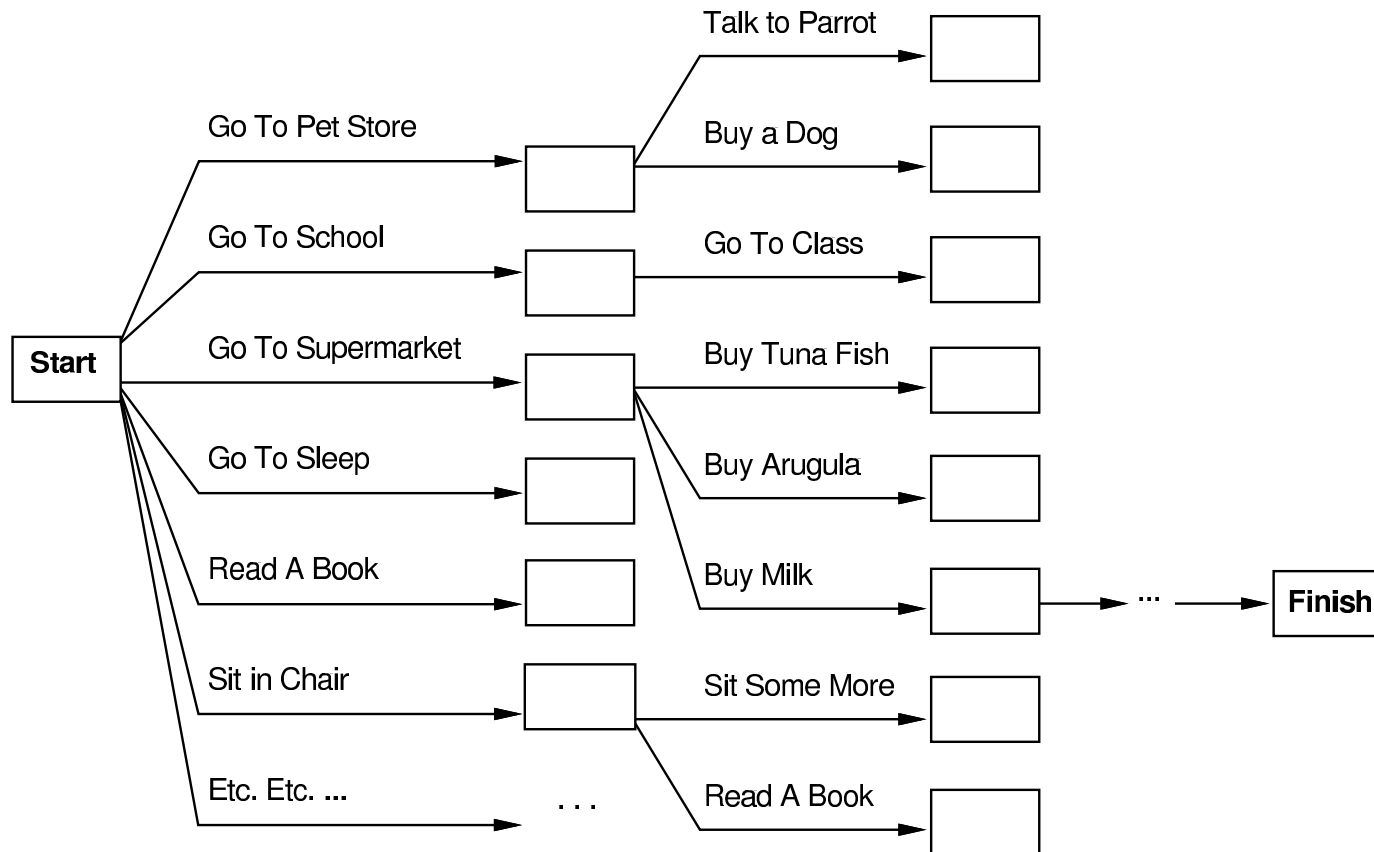 Talk to Parrot
Go To Pet Store
Buy a Dog
Go To School
Go To Class
Start
Go To Supermarket
Buy Tuna Fish
Go To Sleep
Buy Arugula
Read A Book
Buy Milk
...
Finish
Sit in Chair
Sit Some More
Etc. Etc. ...
. . .
Read A Book